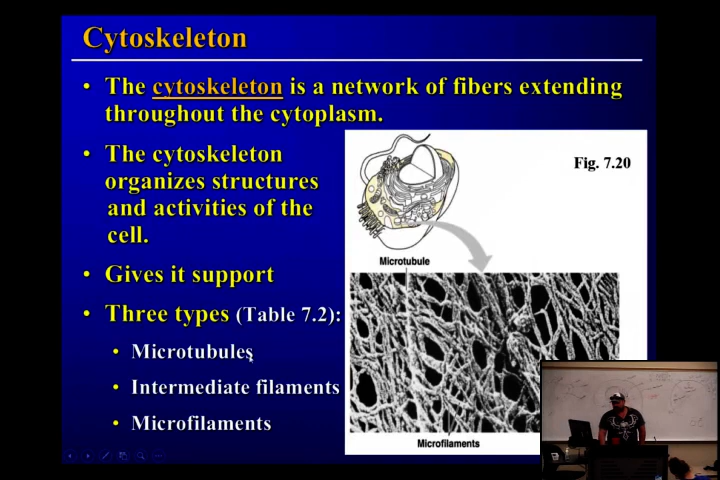 Cytoskeleton
• The cytoskeleton is a network of fibers extending
throughout the cytoplasm.
• The cytoskeleton
organizes structures
and activities of the
cell.
• Gives it support
• Three types (Table 7.2):
• Microtubules
• Intermediate filaments
• Microfilaments
Fig. 7.20
Microtubule
Microfilaments